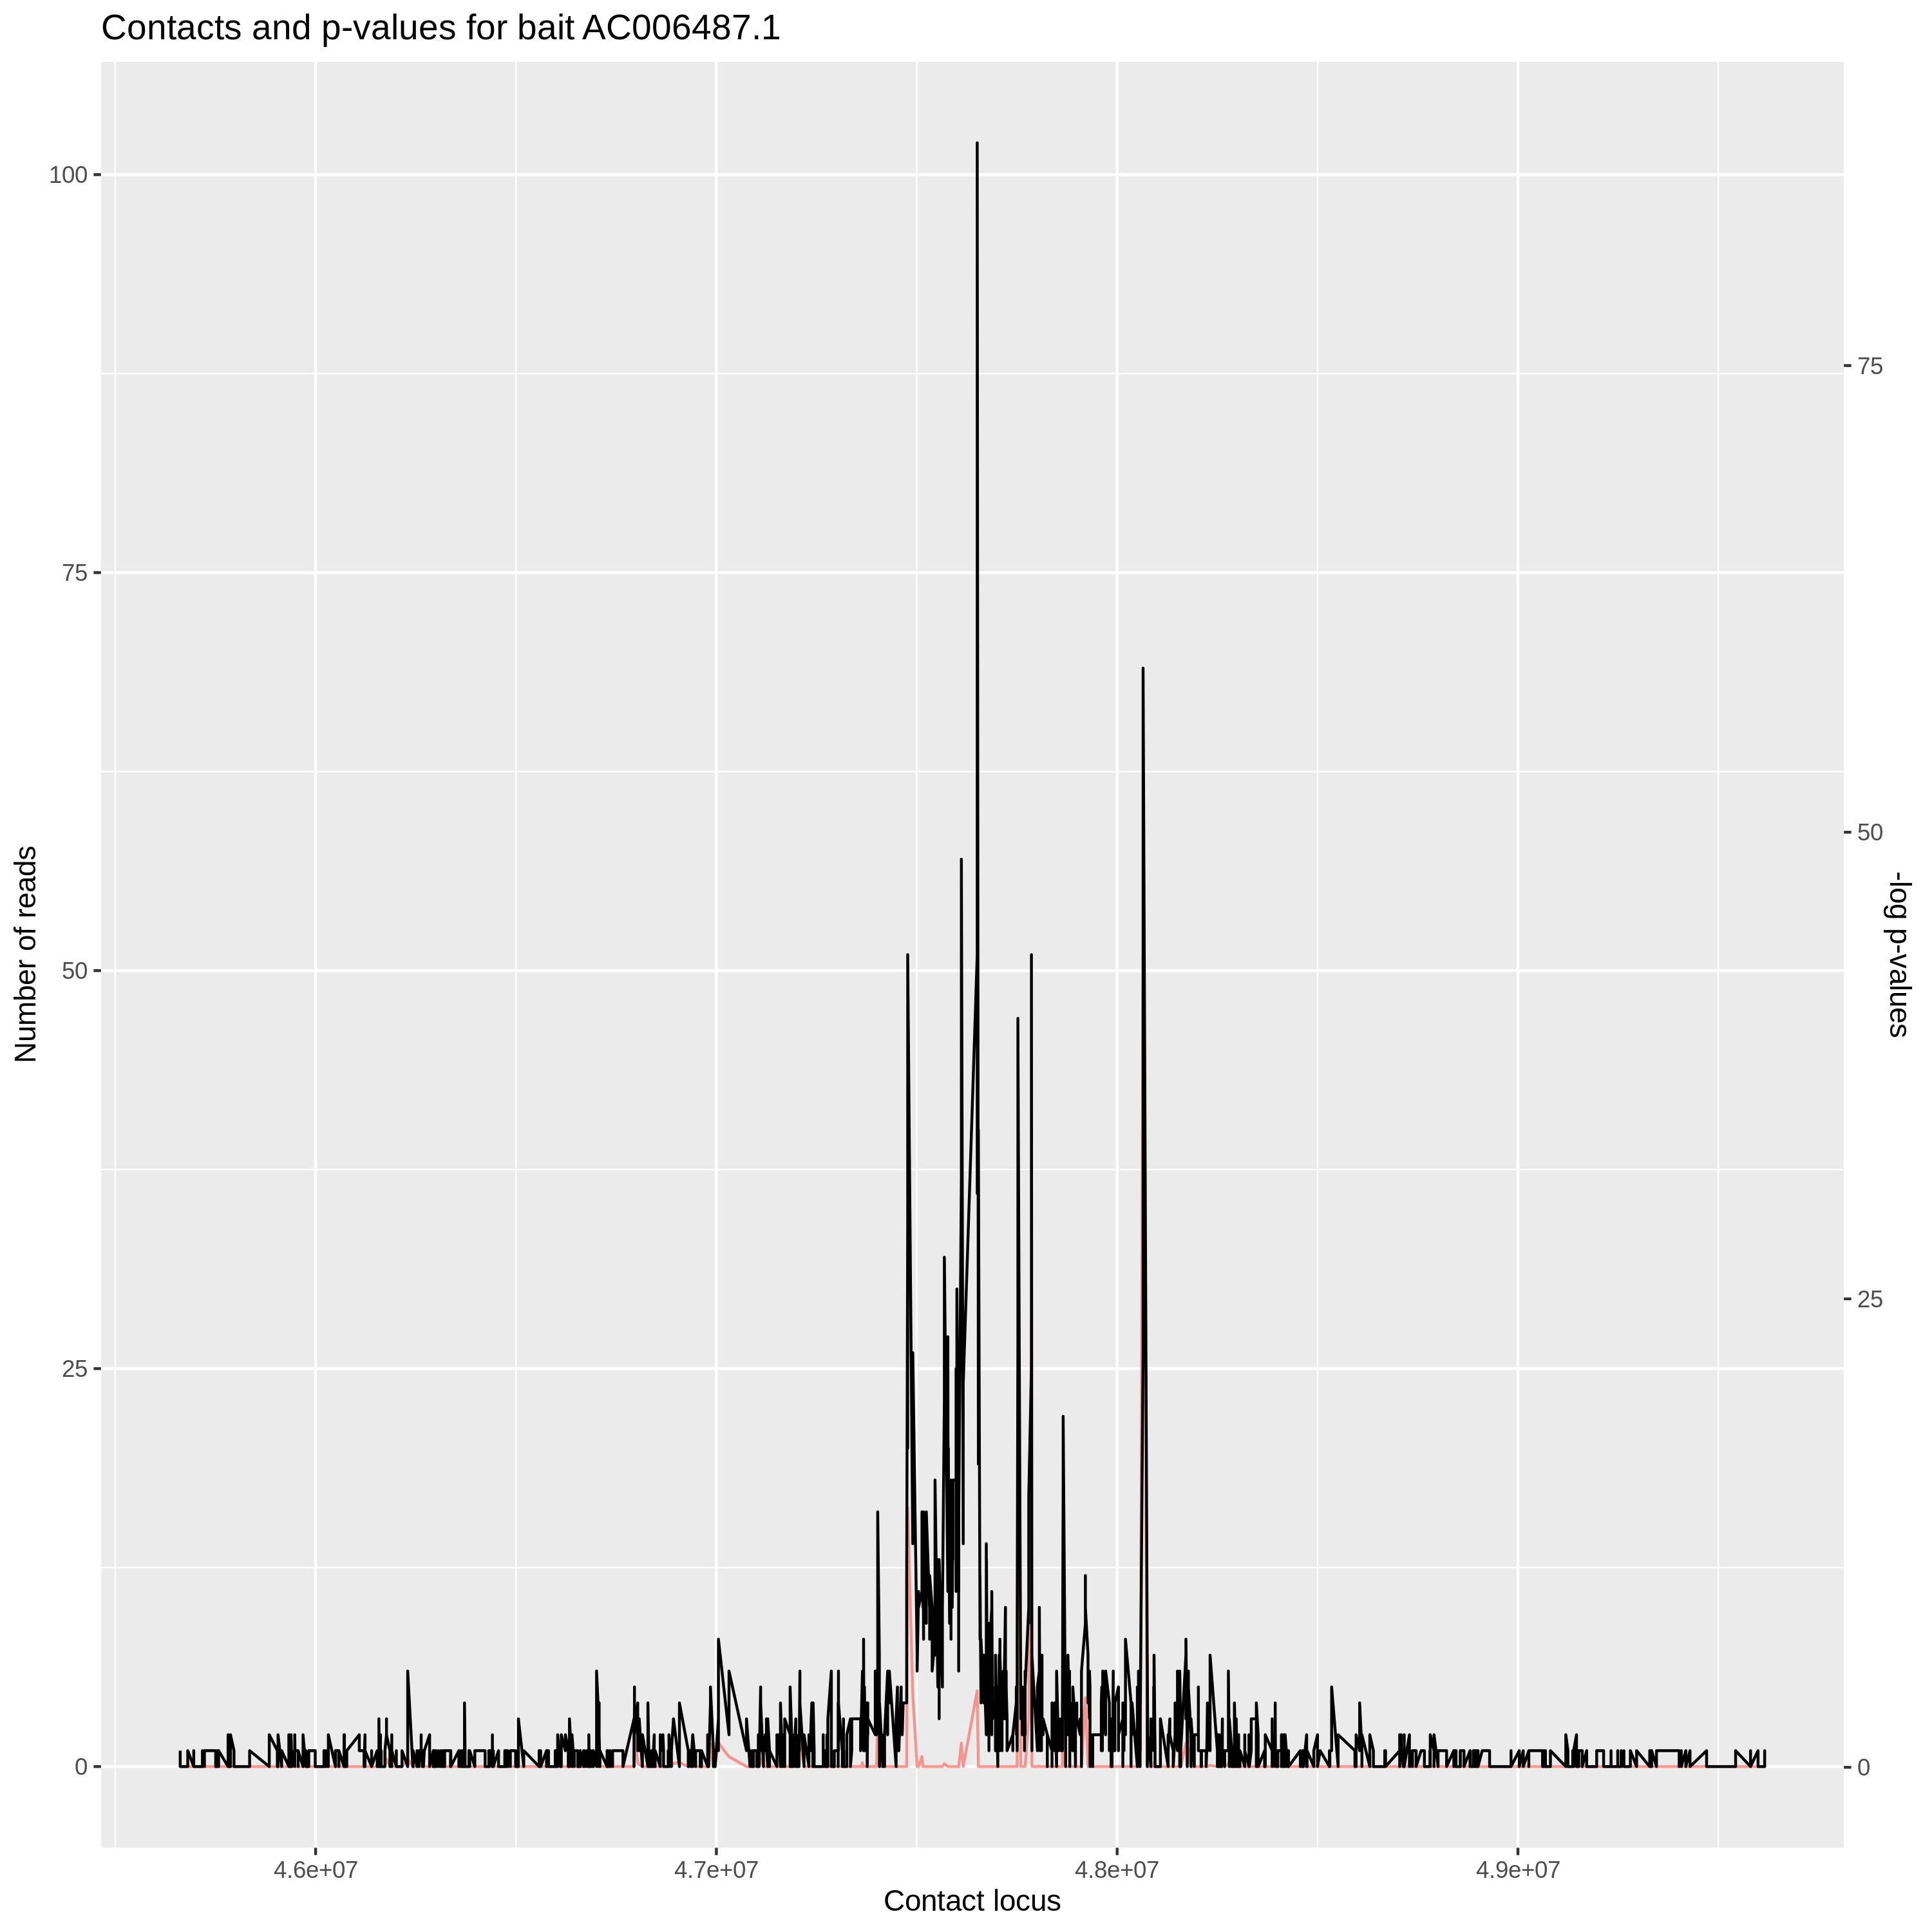 Contacts and p-values for bait AC006487.1
100
75
50
25
0
Number of reads
75
50
25
0
-log p-values
4.6e+07 4.7e+07 4.8e+07 4.9e+07
Contact locus